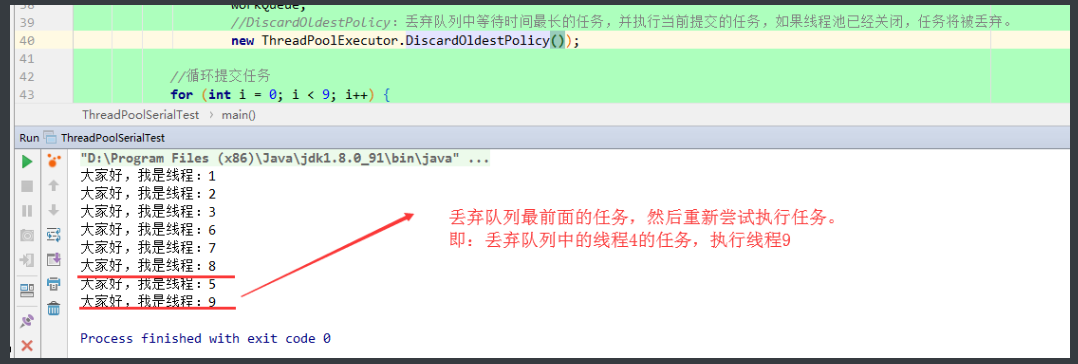 38 workQueue,
39 //DiscardOldestPolicy: 丢弃队列中等待时间最长的任务，并执行当前提交的任务，如果线程池已经关闭，任务将被丢弃。
40 new ThreadPoolExecutor.DiscardOldestPolicy());
41
42 //循环提交任务
43 for (int i = 0; i < 9; i++) {
ThreadPoolSerialTest › main()
Run ThreadPoolSerialTest
"D:\Program Files (x86)\Java\jdk1.8.0_91\bin\java" ...
大家好，我是线程：1
大家好，我是线程：2
大家好，我是线程：3
大家好，我是线程：6
大家好，我是线程：7
大家好，我是线程：8
大家好，我是线程：5
大家好，我是线程：9
丢弃队列最前面的任务，然后重新尝试执行任务。
即：丢弃队列中的线程4的任务，执行线程9
Process finished with exit code 0